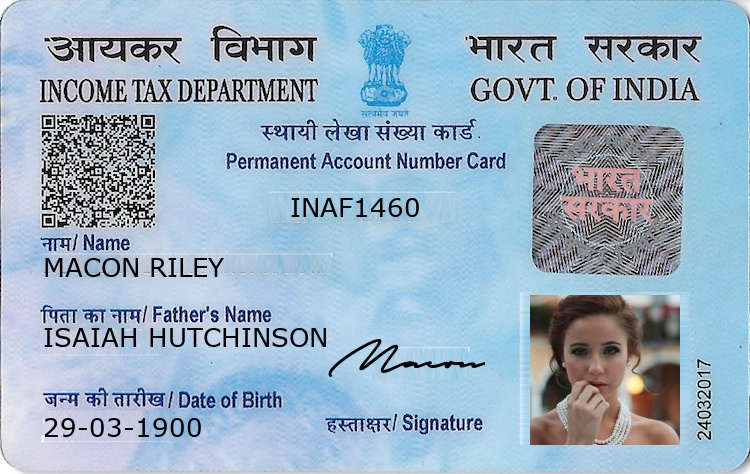 आयकर विभाग
INCOME TAX DEPARTMENT
सत्यमेव जयते
भारत सरकार
GOVT. OF INDIA
स्थायी लेखा संख्या कार्ड
Permanent Account Number Card
INAF1460
भारत
सरकार
नाम/ Name
MACON RILEY
पिता का नाम/ Father's Name
ISAIAH HUTCHINSON
Macon
जन्म की तारीख/ Date of Birth
29-03-1900
हस्ताक्षर/ Signature
24032017